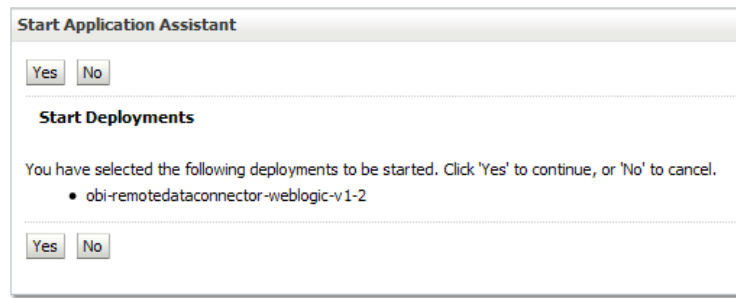 Start Application Assistant
Yes No
Start Deployments
You have selected the following deployments to be started. Click 'Yes' to continue, or 'No' to cancel.
• obi-remotedataconnector-weblogic-v1-2
Yes No